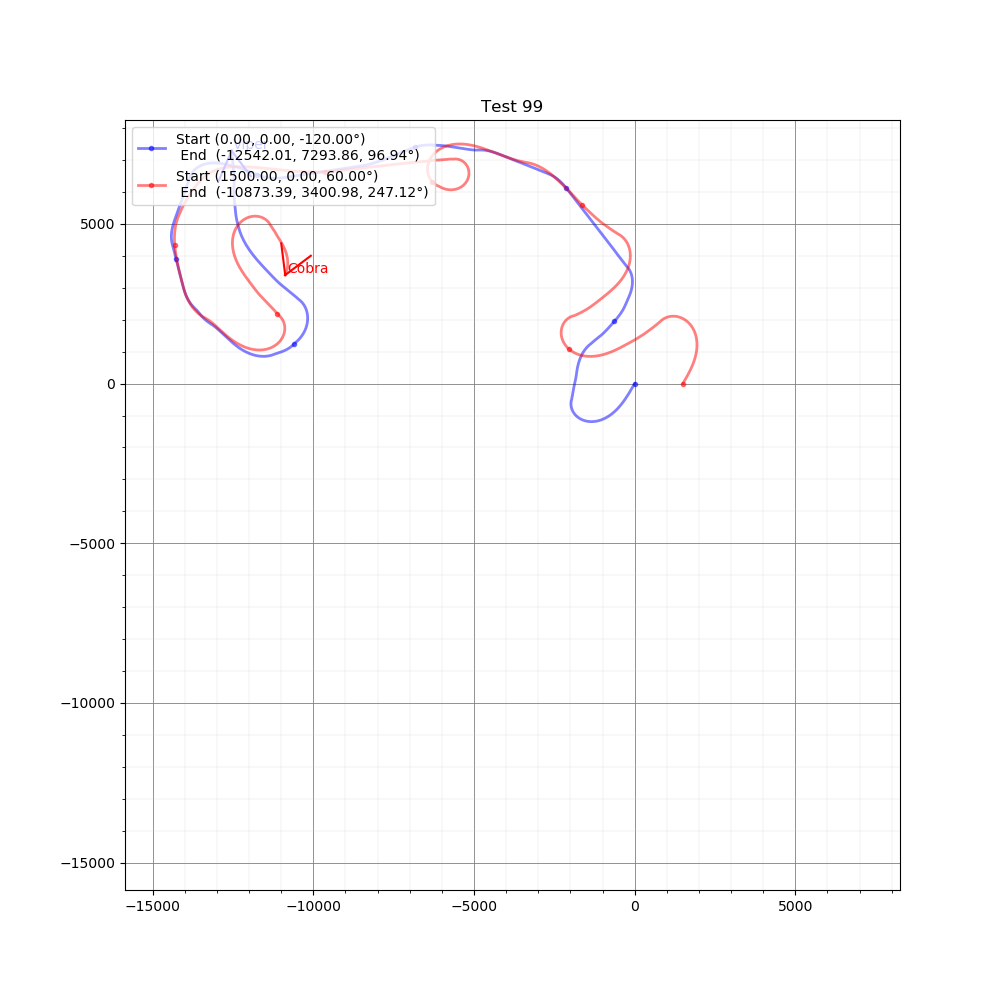 Test 99
Start (0.00, 0.00, -120.00°)
End (-12542.01, 7293.86, 96.94°)
Start (1500.00, 0.00, 60.00°)
End (-10873.39, 3400.98, 247.12°)
Cobra
5000
0
−5000
−10000
−15000
−15000
−10000
−5000
0
5000